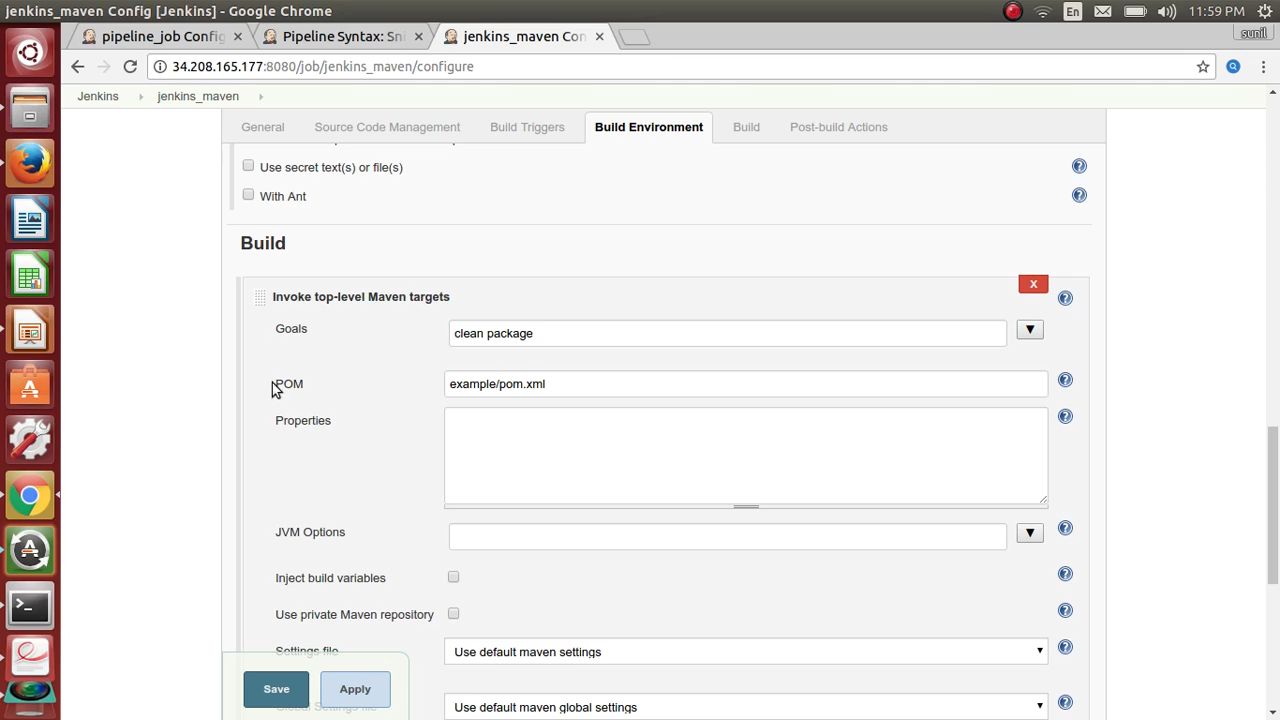 jenkins_maven Config [Jenkins] - Google Chrome
En
11:59 PM
pipeline_job Config
Pipeline Syntax: Sni
jenkins_maven Con
sunil
34.208.165.177:8080/job/jenkins_maven/configure
Jenkins
jenkins_maven
General
Source Code Management
Build Triggers
Build Environment
Build
Post-build Actions
Use secret text(s) or file(s)
With Ant
Build
X
Invoke top-level Maven targets
Goals
clean package
POM
example/pom.xml
Properties
JVM Options
Inject build variables
Use private Maven repository
Settings file
Use default maven settings
Save
Apply
Global Settings file
Use default maven global settings